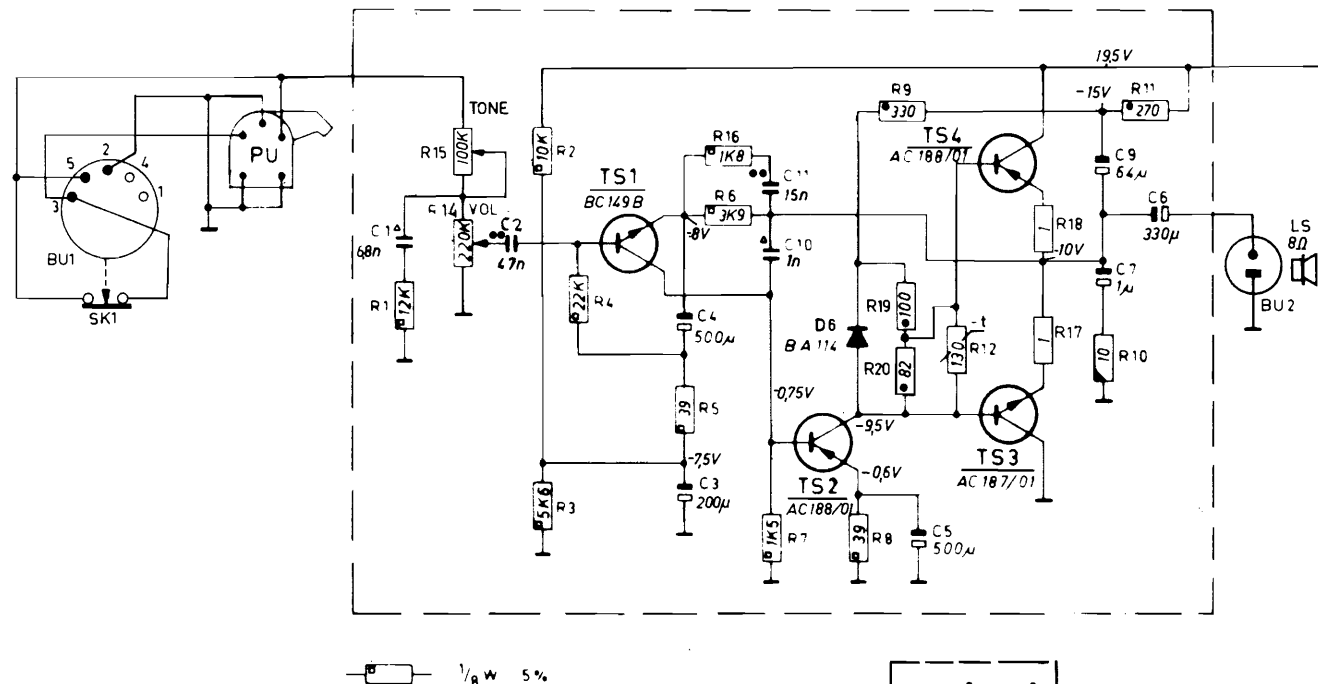 19,5V
TONE
R9
330
-15V
R11
270
R15
100K
R2
10K
R16
1K8
C11
15n
TS4
AC188/01
C9
64µ
PU
2
4
5
1
3
BU1
SK1
TS1
BC149B
R6
3K9
-8V
R14
VOL
220K
C2
47n
C1
6,8n
R1
12K
R4
22K
C4
500µ
C10
1n
R18
1
-10V
C6
330µ
LS
8Ω
BU2
C7
1µ
R19
100
D6
BA114
R20
82
-t
R12
130
R17
1
R10
10
R5
39
-0,75V
-9,5V
-7,5V
C3
200µ
R3
5K6
TS2
AC188/01
-0,6V
TS3
AC187/01
R7
1K5
R8
39
C5
500µ
1/8 W 5%